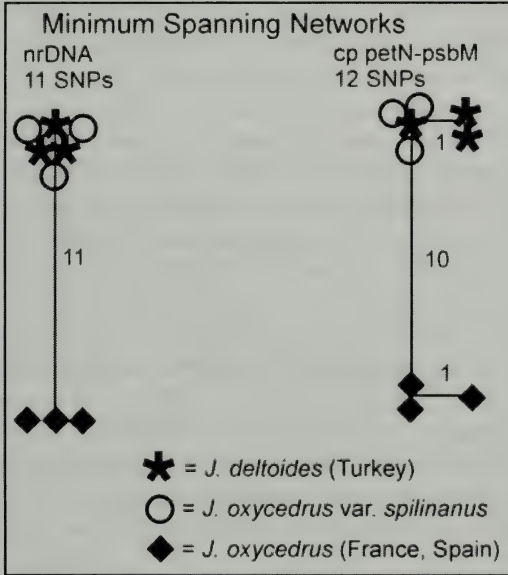 Minimum Spanning Networks
nrDNA
11 SNPs
cp petN-psbM
12 SNPs
1
11
10
1
= J. deltoides (Turkey)
= J. oxycedrus var. spilinanus
= J. oxycedrus (France, Spain)